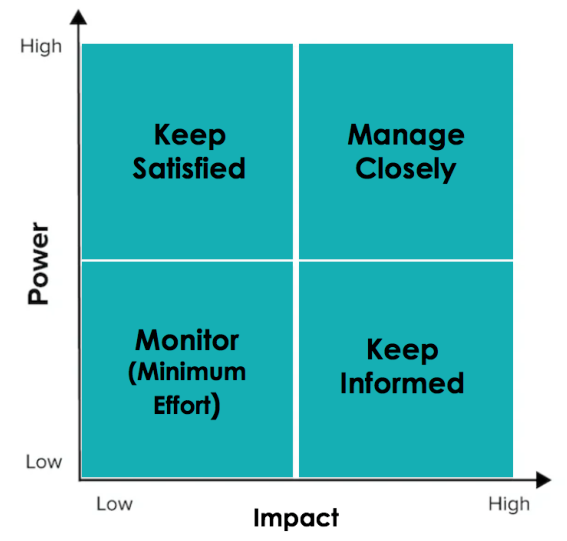 High
Keep
Satisfied
Manage
Closely
Power
Monitor
(Minimum
Effort)
Keep
Informed
Low
Low
Impact
High